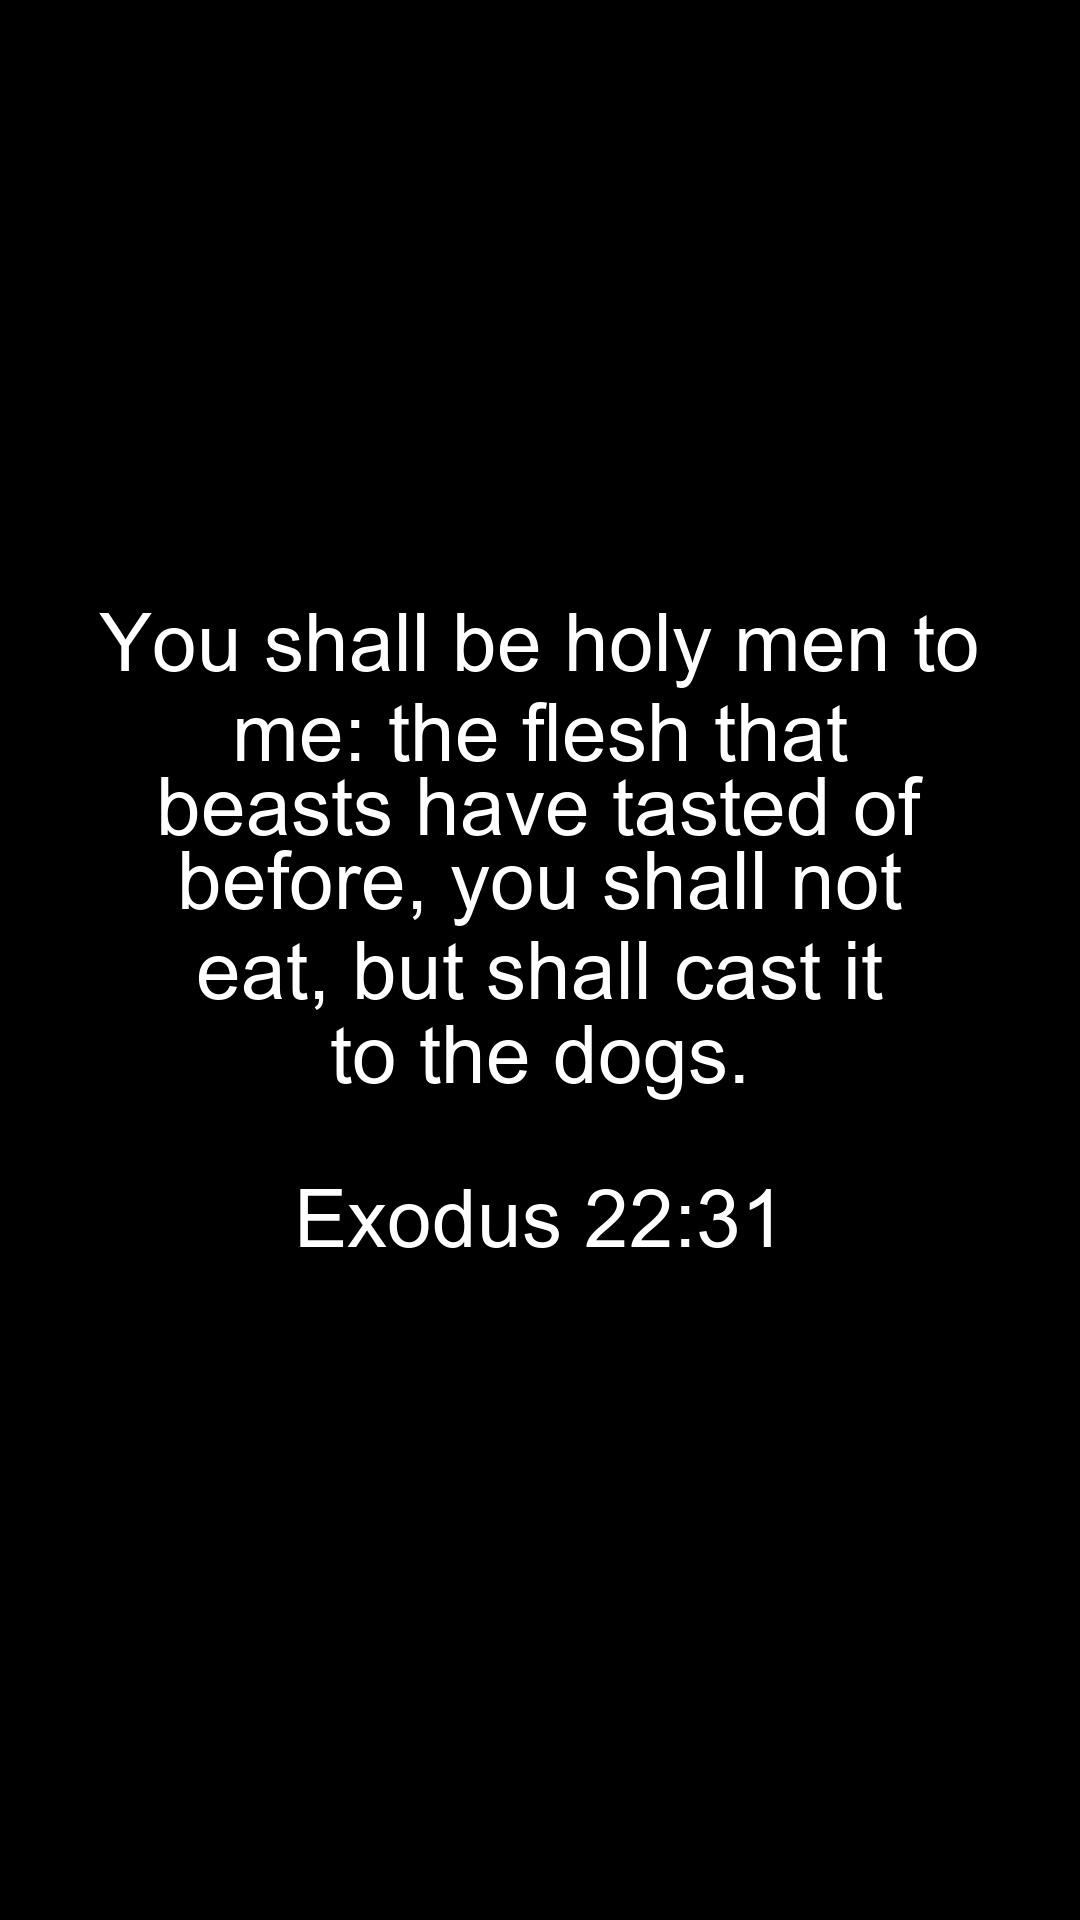 You shall be holy men to
me: the flesh that
beasts have tasted of
before, you shall not
eat, but shall cast it
to the dogs.
Exodus 22:31